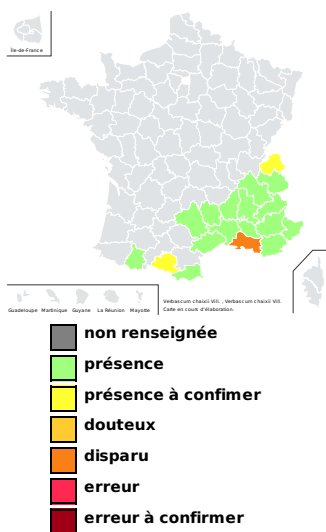 Île-de-France
Guadeloupe Martinique Guyane La Réunion Mayotte
Verbascum chaixii Vill. , Verbascum chaixii Vill.
Carte en cours d'élaboration.
non renseignée
présence
présence à confimer
douteux
disparu
erreur
erreur à confirmer